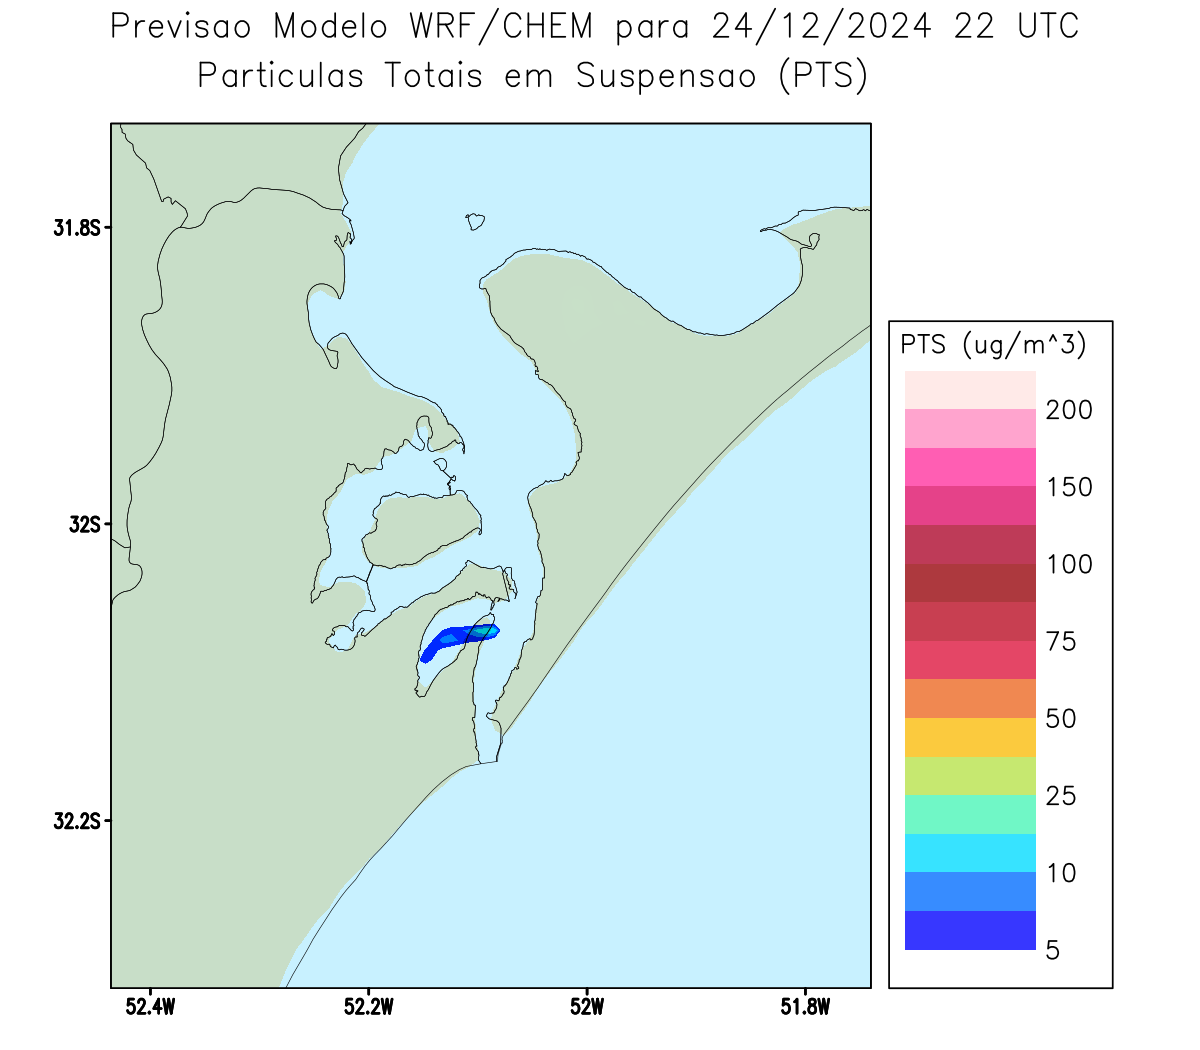 Previsao Modelo WRF/CHEM para 24/12/2024 22 UTC
Particulas Totais em Suspensao (PTS)
31.8S
32S
32.2S
52.4W
52.2W
52W
51.8W
PTS (ug/m^3)
200
150
100
75
50
25
10
5